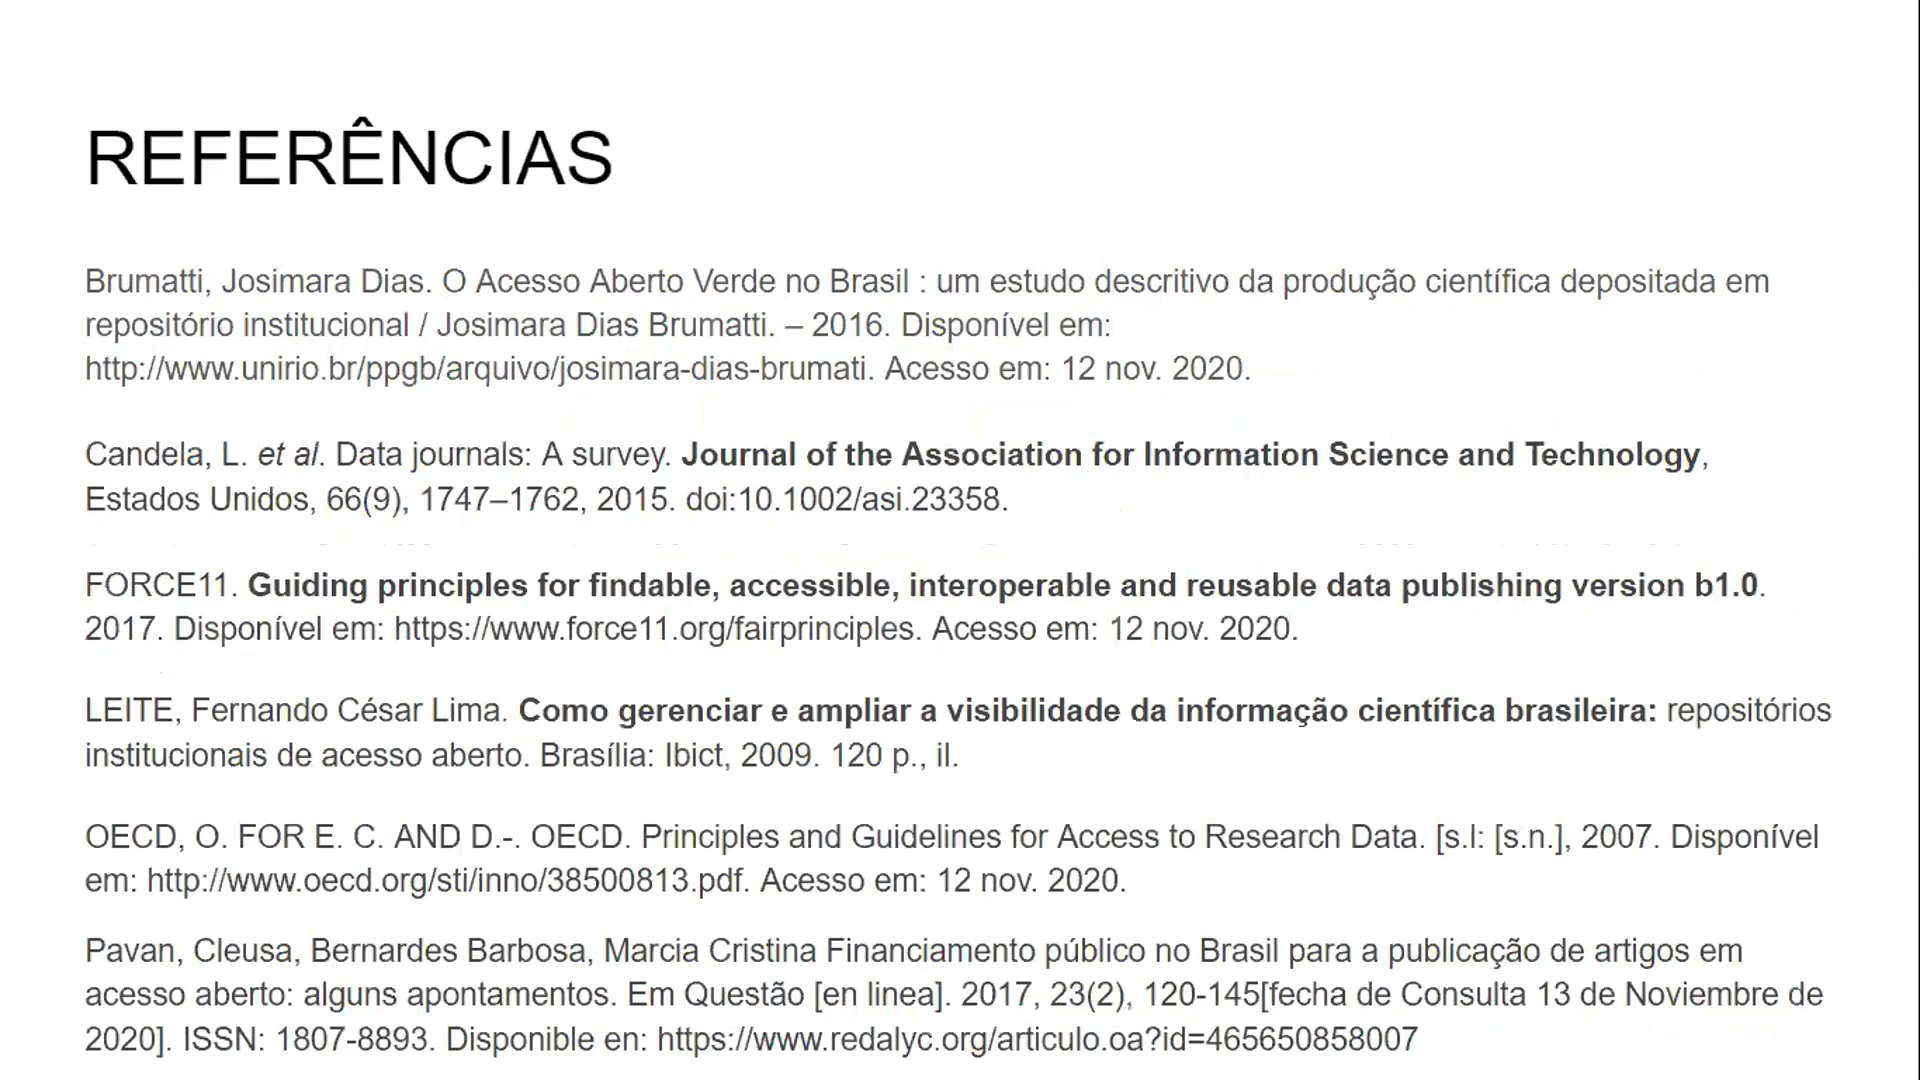 REFERÊNCIAS
Brumatti, Josimara Dias. O Acesso Aberto Verde no Brasil : um estudo descritivo da produção científica depositada em
repositório institucional / Josimara Dias Brumatti. – 2016. Disponível em:
http://www.unirio.br/ppgb/arquivo/josimara-dias-brumati. Acesso em: 12 nov. 2020.
Candela, L. et al. Data journals: A survey. Journal of the Association for Information Science and Technology,
Estados Unidos, 66(9), 1747–1762, 2015. doi:10.1002/asi.23358.
FORCE11. Guiding principles for findable, accessible, interoperable and reusable data publishing version b1.0.
2017. Disponível em: https://www.force11.org/fairprinciples. Acesso em: 12 nov. 2020.
LEITE, Fernando César Lima. Como gerenciar e ampliar a visibilidade da informação científica brasileira: repositórios
institucionais de acesso aberto. Brasília: Ibict, 2009. 120 p., il.
OECD, O. FOR E. C. AND D.-. OECD. Principles and Guidelines for Access to Research Data. [s.l: [s.n.], 2007. Disponível
em: http://www.oecd.org/sti/inno/38500813.pdf. Acesso em: 12 nov. 2020.
Pavan, Cleusa, Bernardes Barbosa, Marcia Cristina Financiamento público no Brasil para a publicação de artigos em
acesso aberto: alguns apontamentos. Em Questão [en linea]. 2017, 23(2), 120-145[fecha de Consulta 13 de Noviembre de
2020]. ISSN: 1807-8893. Disponible en: https://www.redalyc.org/articulo.oa?id=465650858007